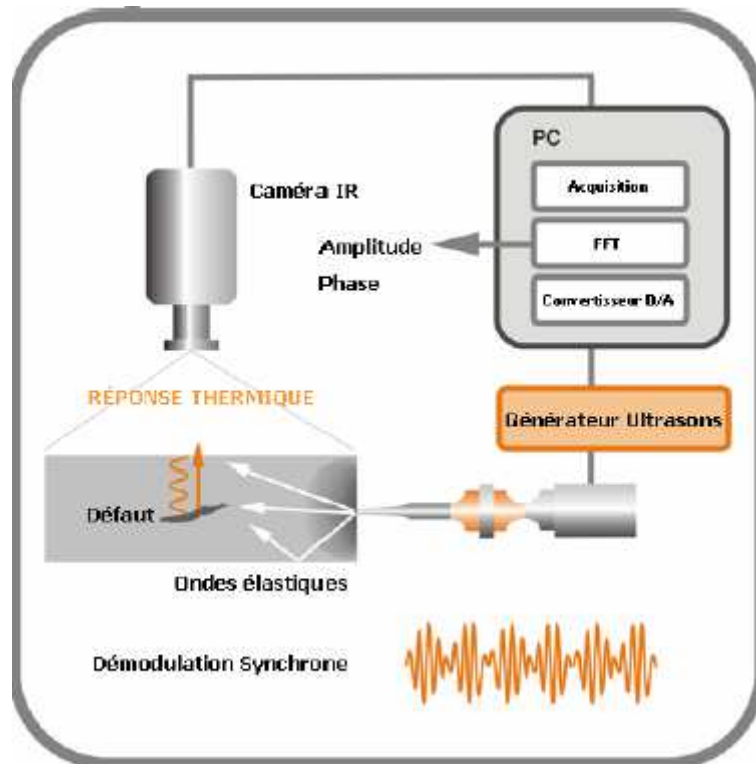 PC
Caméra IR
Acquisition
Amplitude
FFT
Phase
Convertisseur D/A
RÉPONSE THERMIQUE
Générateur Ultrasons
Défaut
Ondes élastiques
Démodulation Synchrone